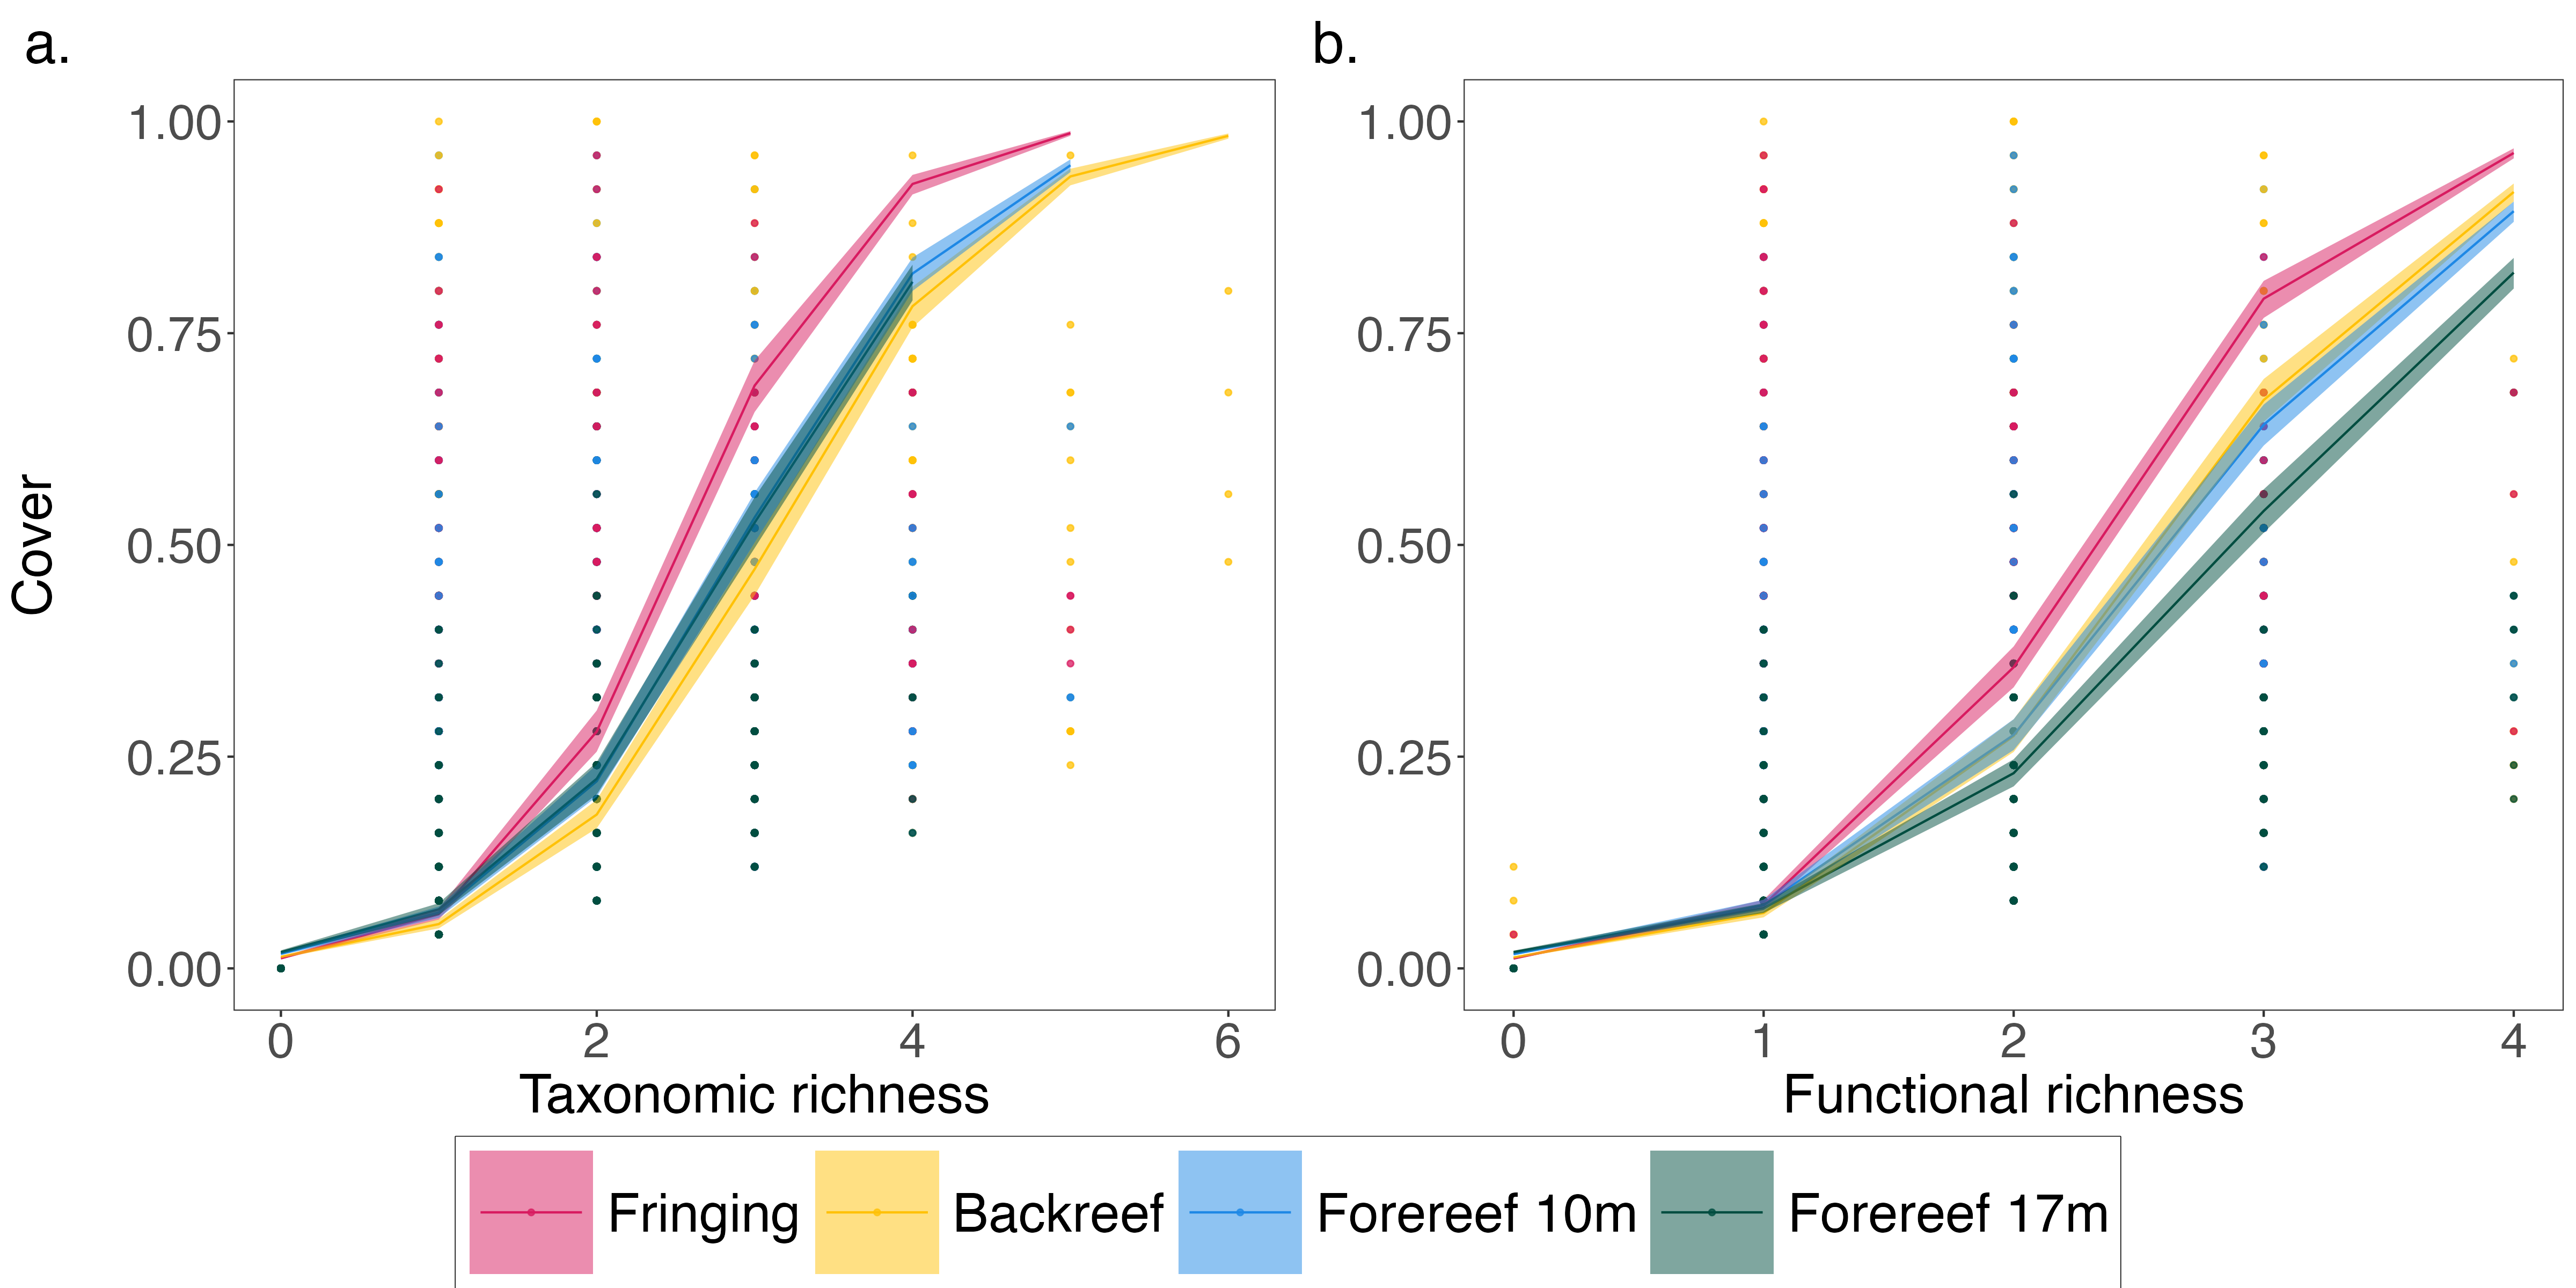 a.
b.
1.00
0.75
0.50
0.25
0.00
Cover
0 2 4 6
Taxonomic richness
1.00
0.75
0.50
0.25
0.00
0 1 2 3 4
Functional richness
Fringing Backreef Forereef 10m Forereef 17m